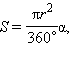 S = πr²/360° α,